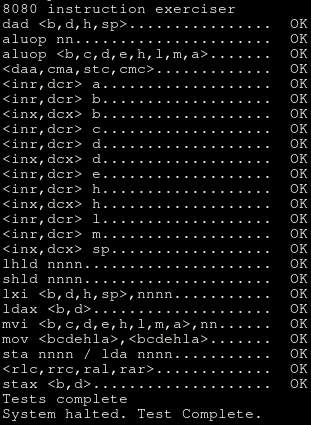 8080 instruction exerciser
dad <b,d,h,sp>................ OK
aluop nn...................... OK
aluop <b,c,d,e,h,l,m,a>....... OK
<daa,cma,stc,cmc>............. OK
<inr,dcr> a................... OK
<inr,dcr> b................... OK
<inx,dcx> b................... OK
<inr,dcr> c................... OK
<inr,dcr> d................... OK
<inx,dcx> d................... OK
<inr,dcr> e................... OK
<inr,dcr> h................... OK
<inx,dcx> h................... OK
<inr,dcr> l................... OK
<inr,dcr> m................... OK
<inx,dcx> sp.................. OK
lhld nnnn..................... OK
shld nnnn..................... OK
lxi <b,d,h,sp>,nnnn........... OK
ldax <b,d>.................... OK
mvi <b,c,d,e,h,l,m,a>,nn...... OK
mov <bcdehla>,<bcdehla>....... OK
sta nnnn / lda nnnn........... OK
<rlc,rrc,ral,rar>............. OK
stax <b,d>.................... OK
Tests complete
System halted. Test Complete.